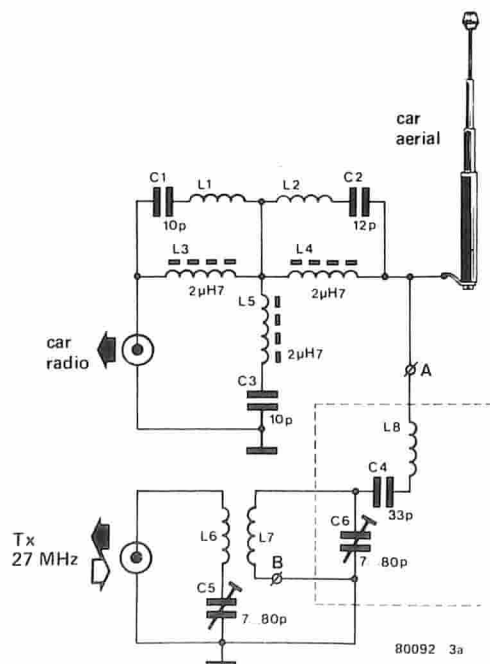 car
aerial
C1
L1
L2
C2
10p
12p
L3
L4
2µH7
L5
2µH7
car
radio
2µH7
A
C3
10p
L8
C4
33p
Tx
27 MHz
L6
L7
C6
B
7...80p
C5
7...80p
80092 3a